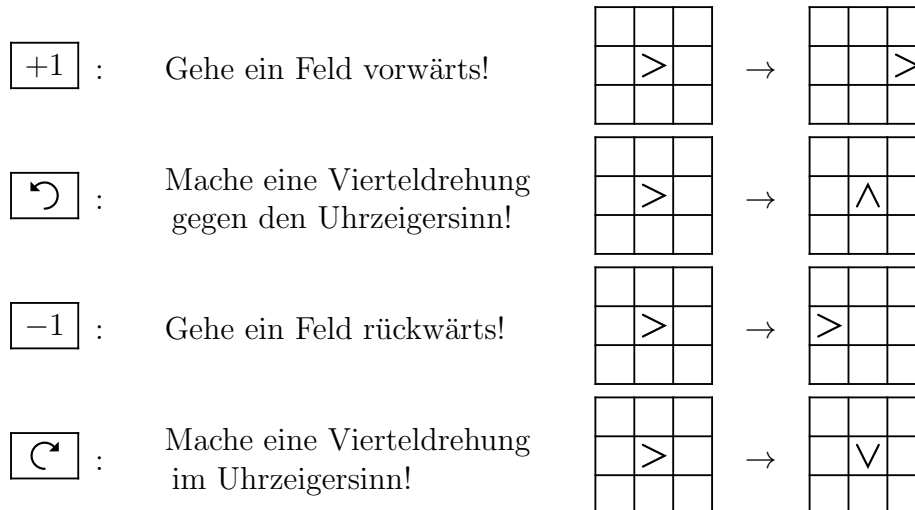 +1 : Gehe ein Feld vorwärts! > → >
: Mache eine Vierteldrehung
gegen den Uhrzeigersinn! > → ∧
−1 : Gehe ein Feld rückwärts! > → >
: Mache eine Vierteldrehung
im Uhrzeigersinn! > → ∨